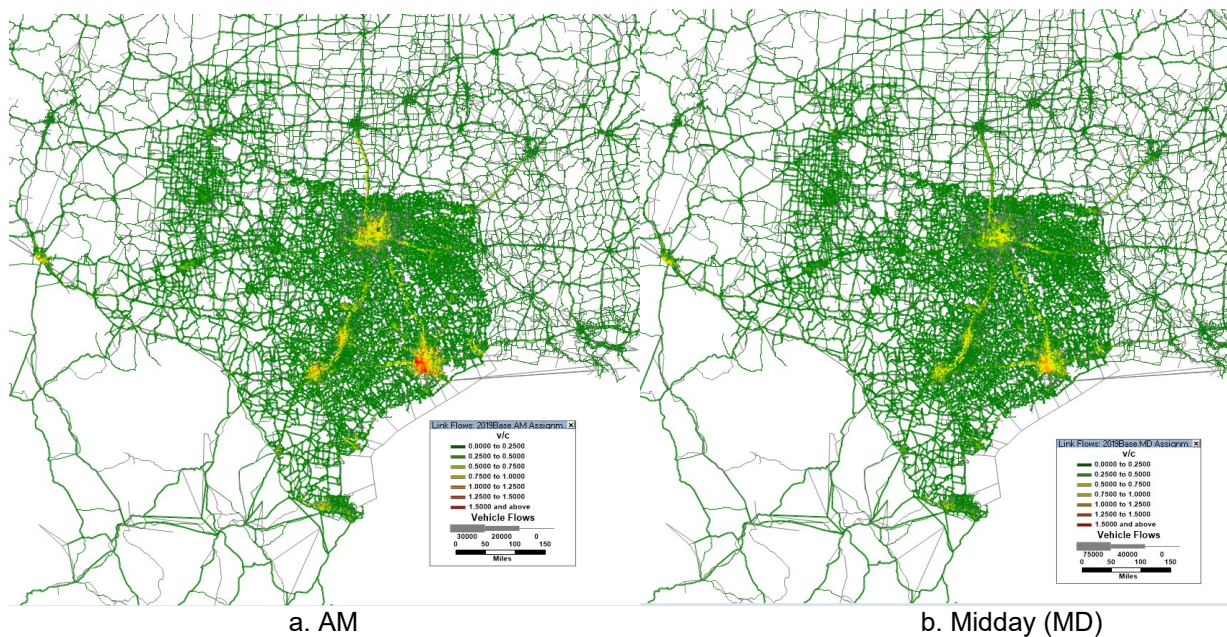 Link Flows: 2019Base.AM Assignm..
v/c
0.0000 to 0.2500
0.2500 to 0.5000
0.5000 to 0.7500
0.7500 to 1.0000
1.0000 to 1.2500
1.2500 to 1.5000
1.5000 and above
Vehicle Flows
30000 20000 0
0 50 100 150
Miles
a. AM
Link Flows: 2019Base.MD Assignm..
v/c
0.0000 to 0.2500
0.2500 to 0.5000
0.5000 to 0.7500
0.7500 to 1.0000
1.0000 to 1.2500
1.2500 to 1.5000
1.5000 and above
Vehicle Flows
75000 40000 0
0 50 100 150
Miles
b. Midday (MD)